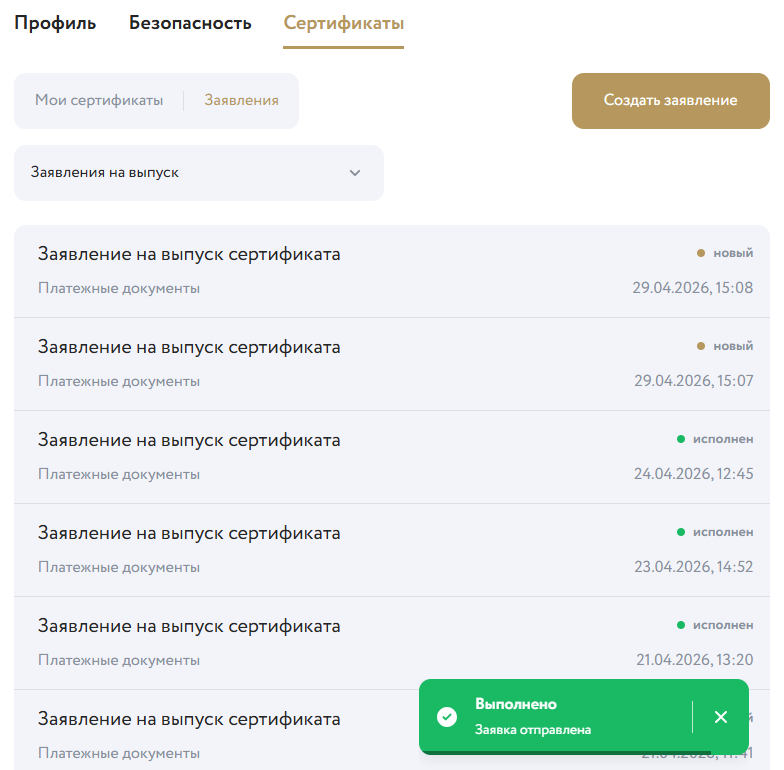 Профиль Безопасность Сертификаты
Мои сертификаты Заявления Создать заявление
Заявления на выпуск
Заявление на выпуск сертификата новый
Платежные документы 29.04.2026, 15:08
Заявление на выпуск сертификата новый
Платежные документы 29.04.2026, 15:07
Заявление на выпуск сертификата исполнен
Платежные документы 24.04.2026, 12:45
Заявление на выпуск сертификата исполнен
Платежные документы 23.04.2026, 14:52
Заявление на выпуск сертификата исполнен
Платежные документы 21.04.2026, 13:20
Выполнено
Заявление на выпуск сертификата
Заявка отправлена
Платежные документы